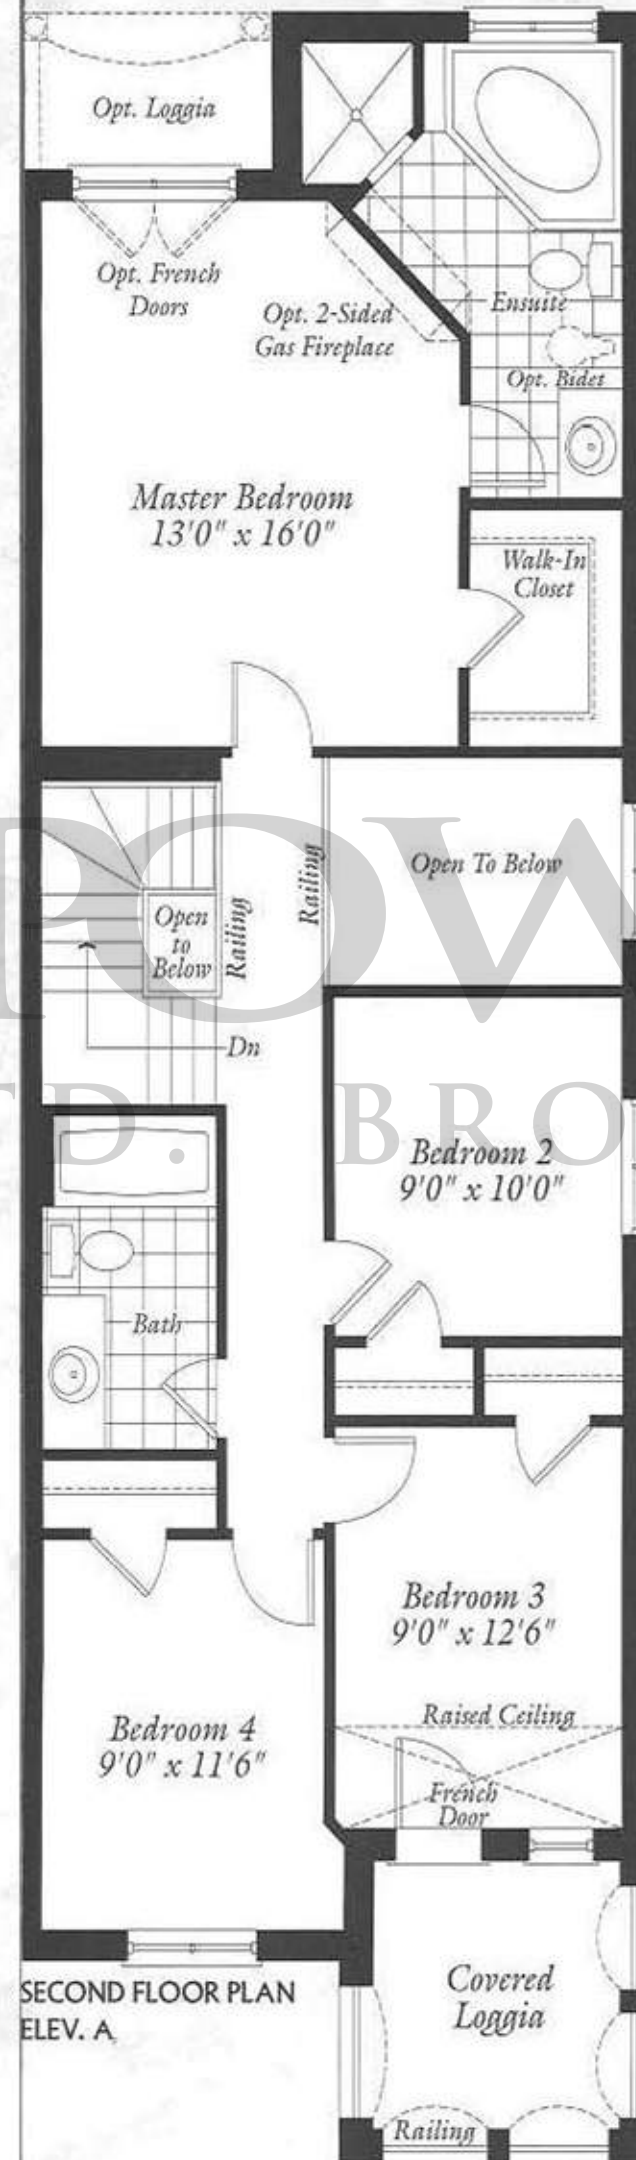 Opt. Loggia
Opt. French
Doors
Opt. 2-Sided
Gas Fireplace
Ensuite
Opt. Bidet
Master Bedroom
13'0" x 16'0"
Walk-In
Closet
Open
to
Below
Railing
Railing
Open To Below
POW
Dn
TD. BRO
Bedroom 2
9'0" x 10'0"
Bath
Bedroom 3
9'0" x 12'6"
Raised Ceiling
French
Door
Bedroom 4
9'0" x 11'6"
SECOND FLOOR PLAN
ELEV. A
Covered
Loggia
Railing